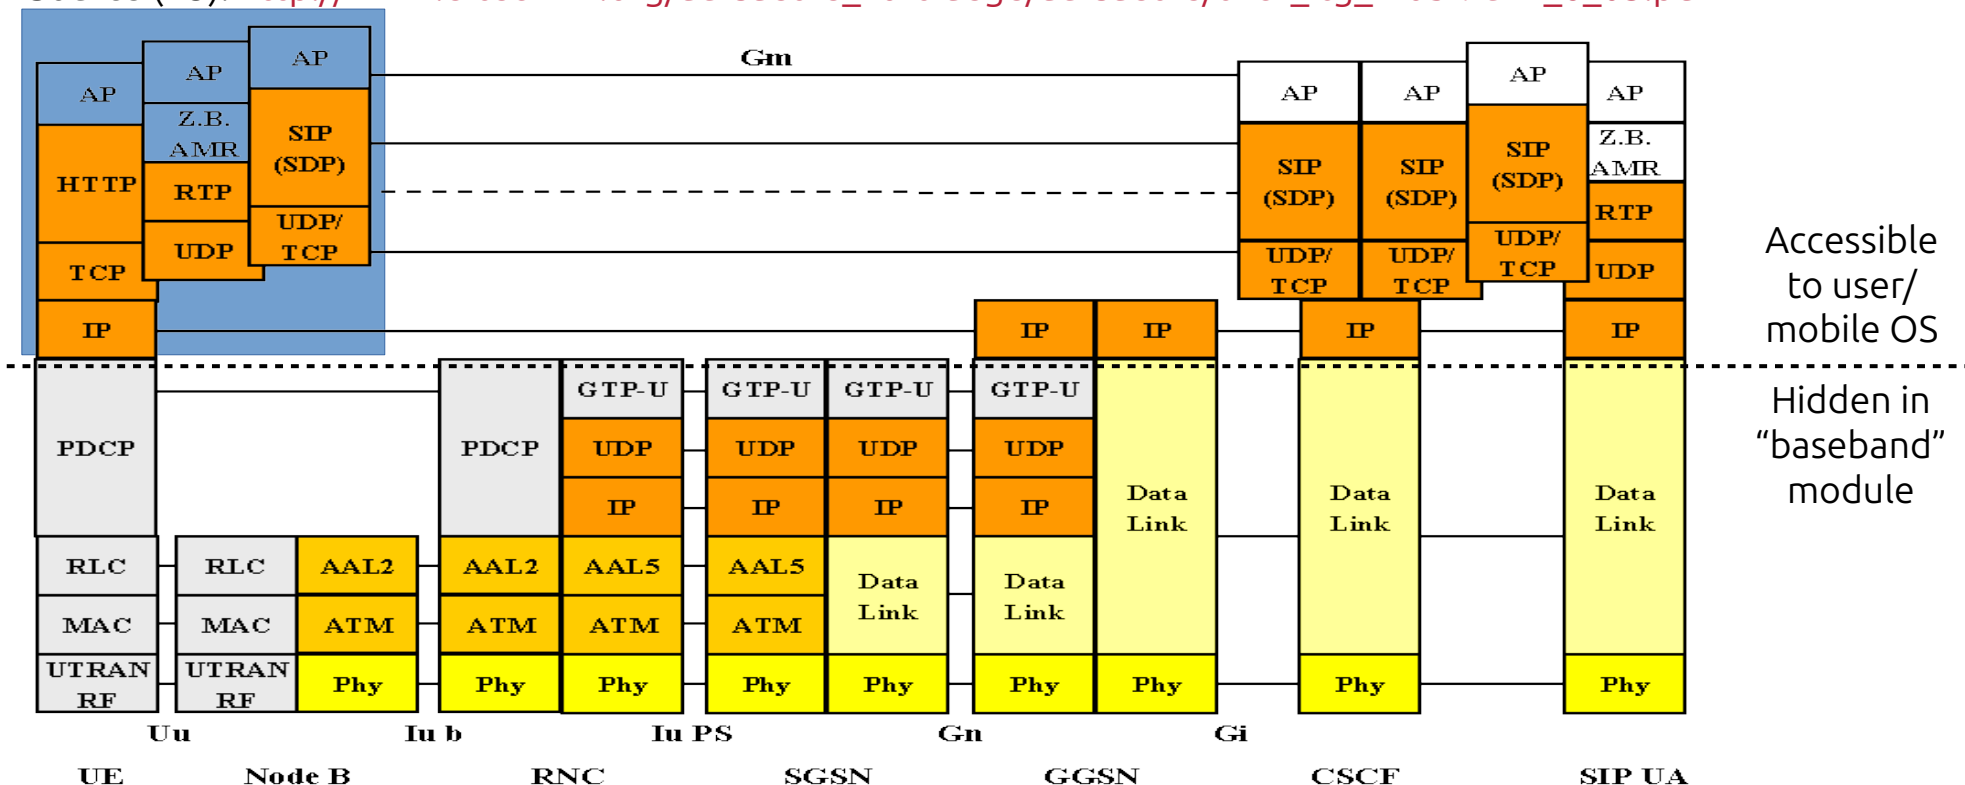 Gm
AP
AP
AP
Z.B.
AMR
SIP
(SDP)
HTTP
RTP
UDP/
TCP
UDP
TCP
IP
AP
AP
AP
AP
SIP
(SDP)
SIP
(SDP)
SIP
(SDP)
Z.B.
AMR
RTP
UDP/
TCP
UDP/
TCP
UDP/
TCP
UDP
IP
IP
IP
IP
Accessible
to user/
mobile OS
Hidden in
“baseband”
module
PDCP
PDCP
GTP-U
GTP-U
GTP-U
GTP-U
UDP
UDP
UDP
UDP
IP
IP
IP
IP
Data
Link
Data
Link
Data
Link
RLC
RLC
AAL2
AAL2
AAL5
AAL5
Data
Link
Data
Link
MAC
MAC
ATM
ATM
ATM
ATM
UTRAN
RF
UTRAN
RF
Phy
Phy
Phy
Phy
Phy
Phy
Phy
Phy
Phy
Uu
Iu b
Iu PS
Gn
Gi
UE
Node B
RNC
SGSN
GGSN
CSCF
SIP UA